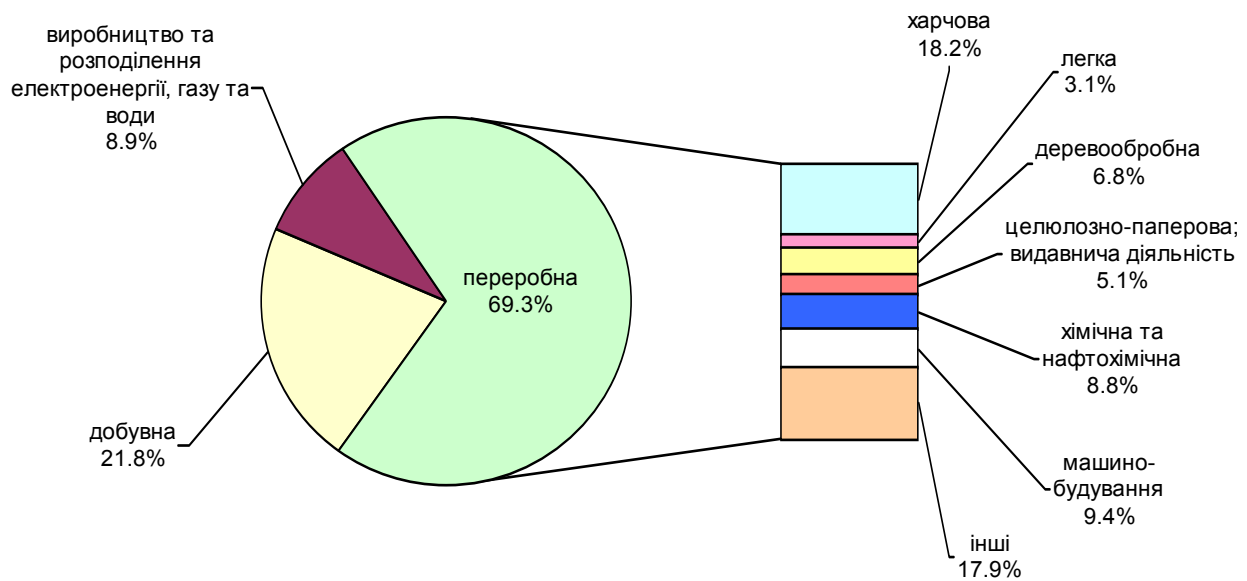 виробництво та
розподілення
електроенергії, газу та
води
8.9%
добувна
21.8%
переробна
69.3%
харчова
18.2%
легка
3.1%
деревообробна
6.8%
целюлозно-паперова;
видавнича діяльність
5.1%
хімічна та
нафтохімічна
8.8%
машино-
будування
9.4%
інші
17.9%